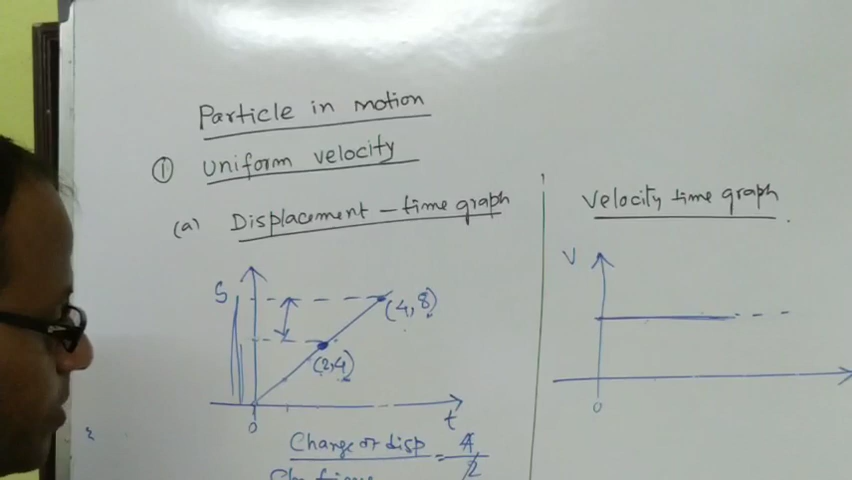 Particle in motion
① Uniform velocity
(a) Displacement - time graph
S
(4, 8)
(2,4)
0
t
Change of disp = 4
2
Velocity time graph
V
0